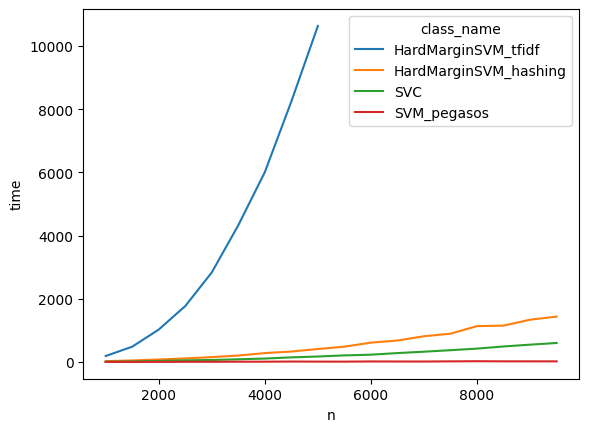 class_name
HardMarginSVM_tfidf
HardMarginSVM_hashing
SVC
SVM_pegasos
10000
8000
6000
4000
2000
0
time
2000 4000 6000 8000
n